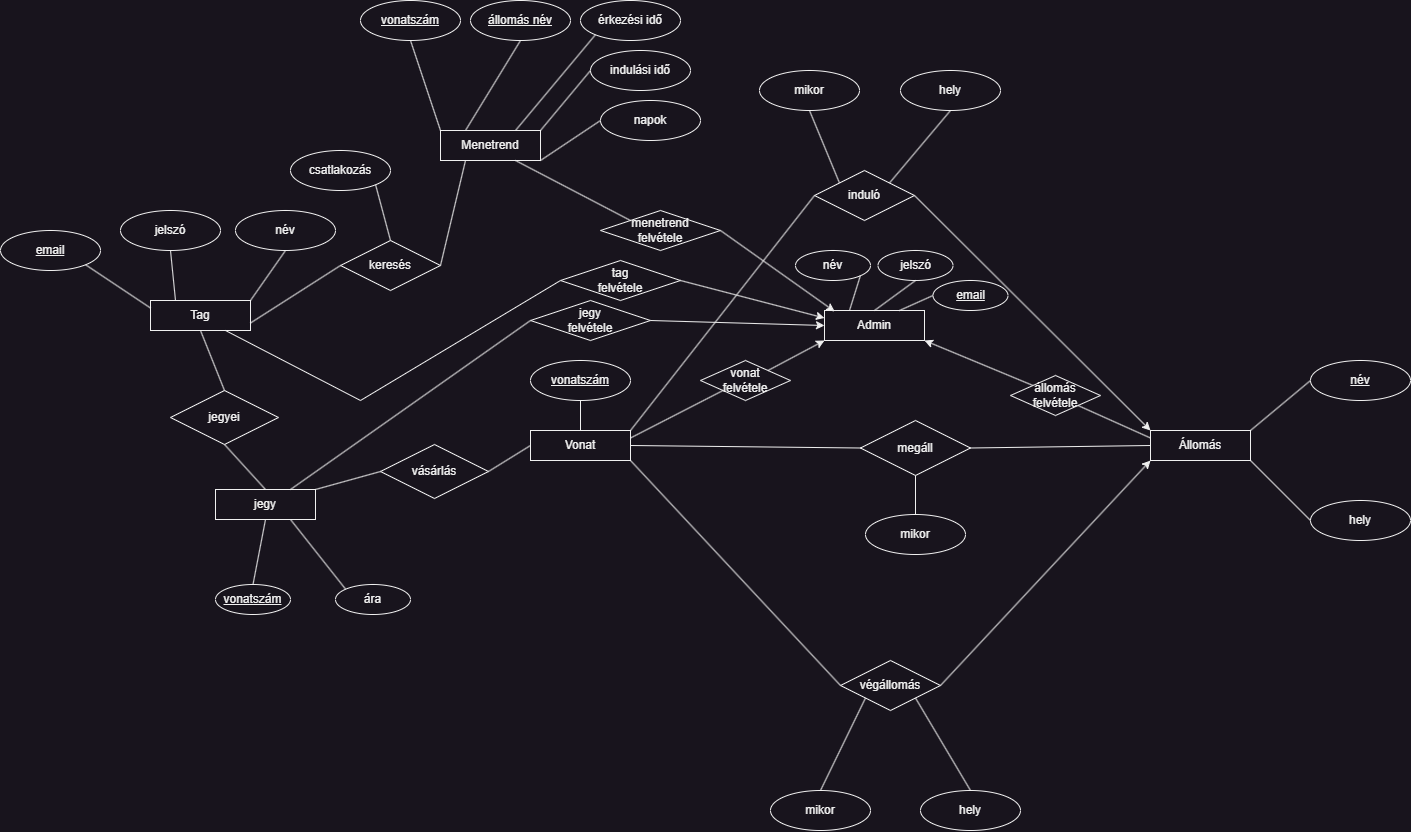 vonatszám
állomás név
érkezési idő
indulási idő
napok
mikor
hely
Menetrend
csatlakozás
induló
email
jelszó
név
menetrend
felvétele
keresés
tag
felvétele
név
jelszó
email
Tag
jegy
felvétele
Admin
vonatszám
vonat
felvétele
állomás
felvétele
név
jegyei
Vonat
megáll
Állomás
vásárlás
jegy
mikor
hely
vonatszám
ára
végállomás
mikor
hely